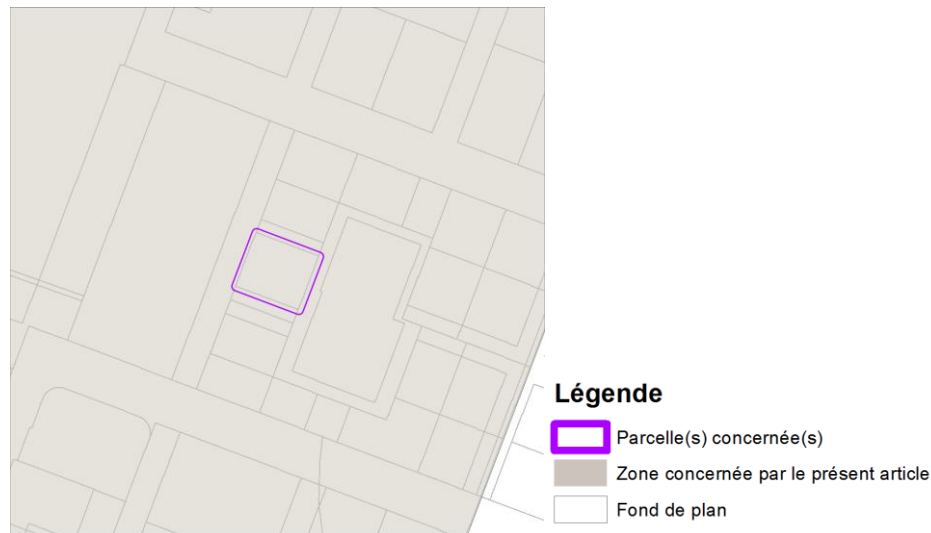 Légende
Parcelle(s) concernée(s)
Zone concernée par le présent article
Fond de plan